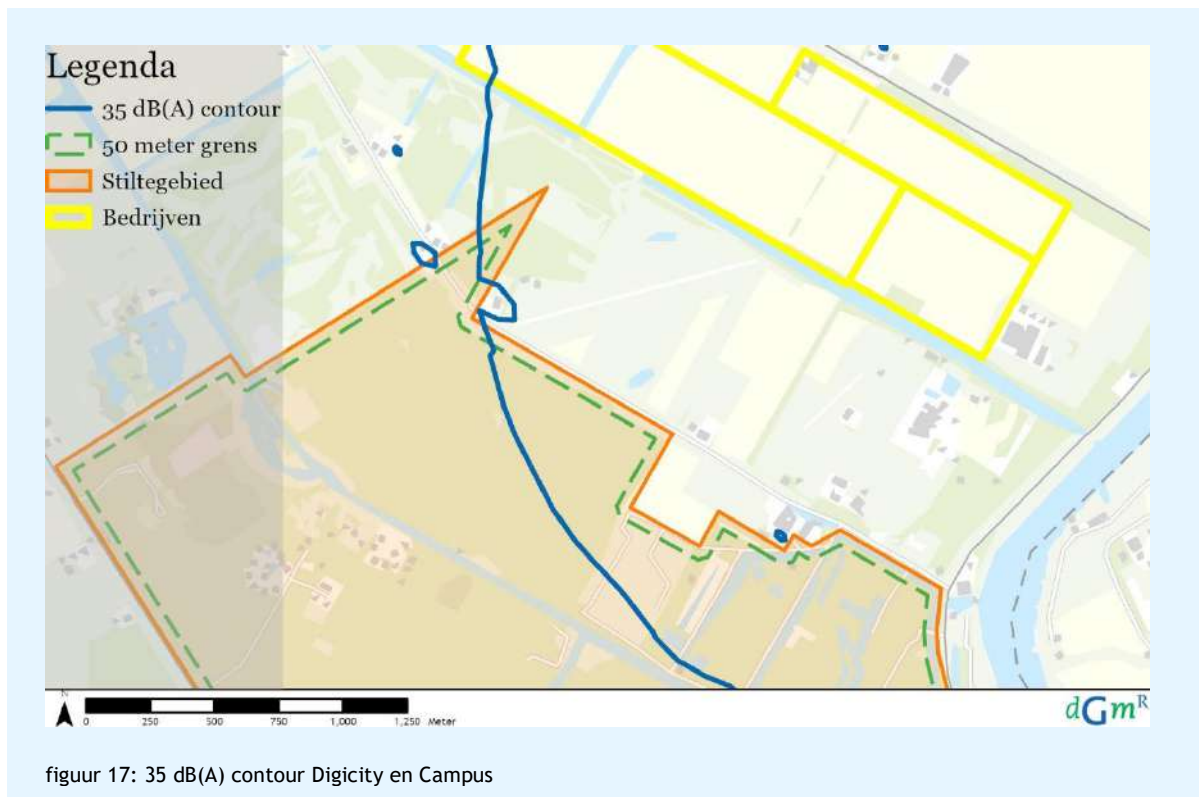 Legenda
35 dB(A) contour
50 meter grens
Stiltegebied
Bedrijven
N
0 250 500 750 1,000 1,250 Meter
dGmR
figuur 17: 35 dB(A) contour Digicity en Campus